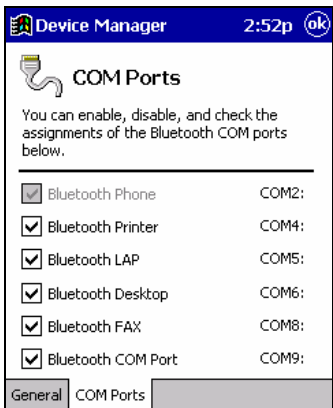 Device Manager 2:52p ok
COM Ports
You can enable, disable, and check the
assignments of the Bluetooth COM ports
below.
Bluetooth Phone COM2:
Bluetooth Printer COM4:
Bluetooth LAP COM5:
Bluetooth Desktop COM6:
Bluetooth FAX COM8:
Bluetooth COM Port COM9:
General COM Ports